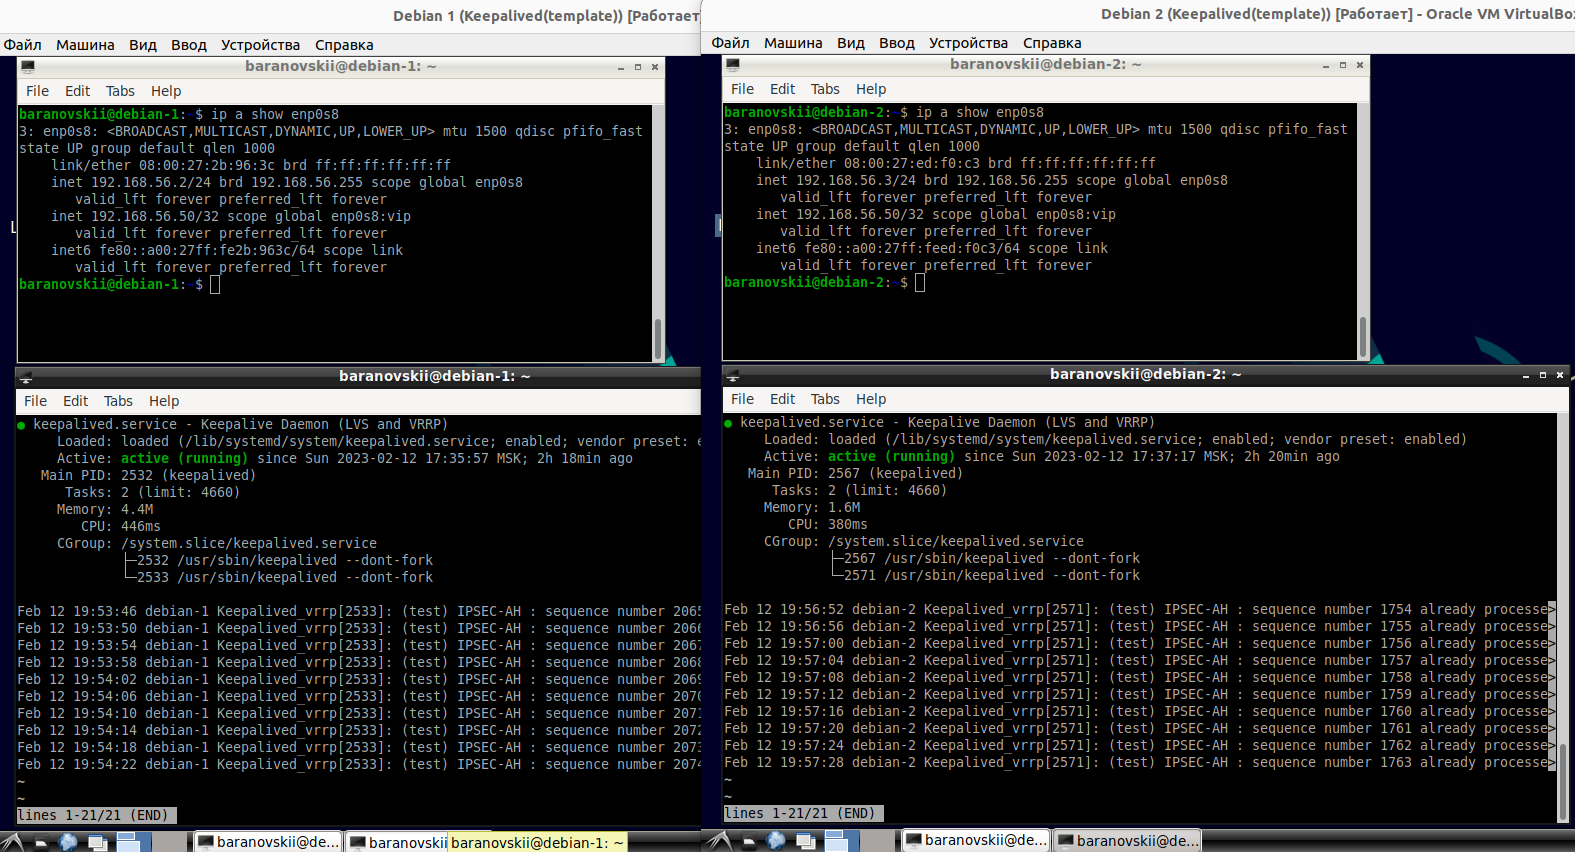 Debian 1 (Keepalived(template)) [Работает]
Файл Машина Вид Ввод Устройства Справка
baranovskii@debian-1: ~
File Edit Tabs Help
baranovskii@debian-1:~$ ip a show enp0s8
3: enp0s8: <BROADCAST,MULTICAST,DYNAMIC,UP,LOWER_UP> mtu 1500 qdisc pfifo_fast
state UP group default qlen 1000
    link/ether 08:00:27:2b:96:3c brd ff:ff:ff:ff:ff:ff
    inet 192.168.56.2/24 brd 192.168.56.255 scope global enp0s8
       valid_lft forever preferred_lft forever
    inet 192.168.56.50/32 scope global enp0s8:vip
       valid_lft forever preferred_lft forever
    inet6 fe80::a00:27ff:fe2b:963c/64 scope link
       valid_lft forever preferred_lft forever
baranovskii@debian-1:~$
baranovskii@debian-1: ~
File Edit Tabs Help
● keepalived.service - Keepalive Daemon (LVS and VRRP)
     Loaded: loaded (/lib/systemd/system/keepalived.service; enabled; vendor preset: e
     Active: active (running) since Sun 2023-02-12 17:35:57 MSK; 2h 18min ago
   Main PID: 2532 (keepalived)
      Tasks: 2 (limit: 4660)
     Memory: 4.4M
        CPU: 446ms
     CGroup: /system.slice/keepalived.service
             ├─2532 /usr/sbin/keepalived --dont-fork
             └─2533 /usr/sbin/keepalived --dont-fork
Feb 12 19:53:46 debian-1 Keepalived_vrrp[2533]: (test) IPSEC-AH : sequence number 2065
Feb 12 19:53:50 debian-1 Keepalived_vrrp[2533]: (test) IPSEC-AH : sequence number 2066
Feb 12 19:53:54 debian-1 Keepalived_vrrp[2533]: (test) IPSEC-AH : sequence number 2067
Feb 12 19:53:58 debian-1 Keepalived_vrrp[2533]: (test) IPSEC-AH : sequence number 2068
Feb 12 19:54:02 debian-1 Keepalived_vrrp[2533]: (test) IPSEC-AH : sequence number 2069
Feb 12 19:54:06 debian-1 Keepalived_vrrp[2533]: (test) IPSEC-AH : sequence number 2070
Feb 12 19:54:10 debian-1 Keepalived_vrrp[2533]: (test) IPSEC-AH : sequence number 2071
Feb 12 19:54:14 debian-1 Keepalived_vrrp[2533]: (test) IPSEC-AH : sequence number 2072
Feb 12 19:54:18 debian-1 Keepalived_vrrp[2533]: (test) IPSEC-AH : sequence number 2073
Feb 12 19:54:22 debian-1 Keepalived_vrrp[2533]: (test) IPSEC-AH : sequence number 2074
~
~
lines 1-21/21 (END)
baranovskii@de... baranovskii baranovskii@debian-1: ~
Debian 2 (Keepalived(template)) [Работает] - Oracle VM VirtualBo
Файл Машина Вид Ввод Устройства Справка
baranovskii@debian-2: ~
File Edit Tabs Help
baranovskii@debian-2:~$ ip a show enp0s8
3: enp0s8: <BROADCAST,MULTICAST,DYNAMIC,UP,LOWER_UP> mtu 1500 qdisc pfifo_fast
state UP group default qlen 1000
    link/ether 08:00:27:ed:f0:c3 brd ff:ff:ff:ff:ff:ff
    inet 192.168.56.3/24 brd 192.168.56.255 scope global enp0s8
       valid_lft forever preferred_lft forever
    inet 192.168.56.50/32 scope global enp0s8:vip
       valid_lft forever preferred_lft forever
    inet6 fe80::a00:27ff:feed:f0c3/64 scope link
       valid_lft forever preferred_lft forever
baranovskii@debian-2:~$
baranovskii@debian-2: ~
File Edit Tabs Help
● keepalived.service - Keepalive Daemon (LVS and VRRP)
     Loaded: loaded (/lib/systemd/system/keepalived.service; enabled; vendor preset: enabled)
     Active: active (running) since Sun 2023-02-12 17:37:17 MSK; 2h 20min ago
   Main PID: 2567 (keepalived)
      Tasks: 2 (limit: 4660)
     Memory: 1.6M
        CPU: 380ms
     CGroup: /system.slice/keepalived.service
             ├─2567 /usr/sbin/keepalived --dont-fork
             └─2571 /usr/sbin/keepalived --dont-fork
Feb 12 19:56:52 debian-2 Keepalived_vrrp[2571]: (test) IPSEC-AH : sequence number 1754 already processe>
Feb 12 19:56:56 debian-2 Keepalived_vrrp[2571]: (test) IPSEC-AH : sequence number 1755 already processe>
Feb 12 19:57:00 debian-2 Keepalived_vrrp[2571]: (test) IPSEC-AH : sequence number 1756 already processe>
Feb 12 19:57:04 debian-2 Keepalived_vrrp[2571]: (test) IPSEC-AH : sequence number 1757 already processe>
Feb 12 19:57:08 debian-2 Keepalived_vrrp[2571]: (test) IPSEC-AH : sequence number 1758 already processe>
Feb 12 19:57:12 debian-2 Keepalived_vrrp[2571]: (test) IPSEC-AH : sequence number 1759 already processe>
Feb 12 19:57:16 debian-2 Keepalived_vrrp[2571]: (test) IPSEC-AH : sequence number 1760 already processe>
Feb 12 19:57:20 debian-2 Keepalived_vrrp[2571]: (test) IPSEC-AH : sequence number 1761 already processe>
Feb 12 19:57:24 debian-2 Keepalived_vrrp[2571]: (test) IPSEC-AH : sequence number 1762 already processe>
Feb 12 19:57:28 debian-2 Keepalived_vrrp[2571]: (test) IPSEC-AH : sequence number 1763 already processe>
~
~
lines 1-21/21 (END)
baranovskii@de... baranovskii@de...